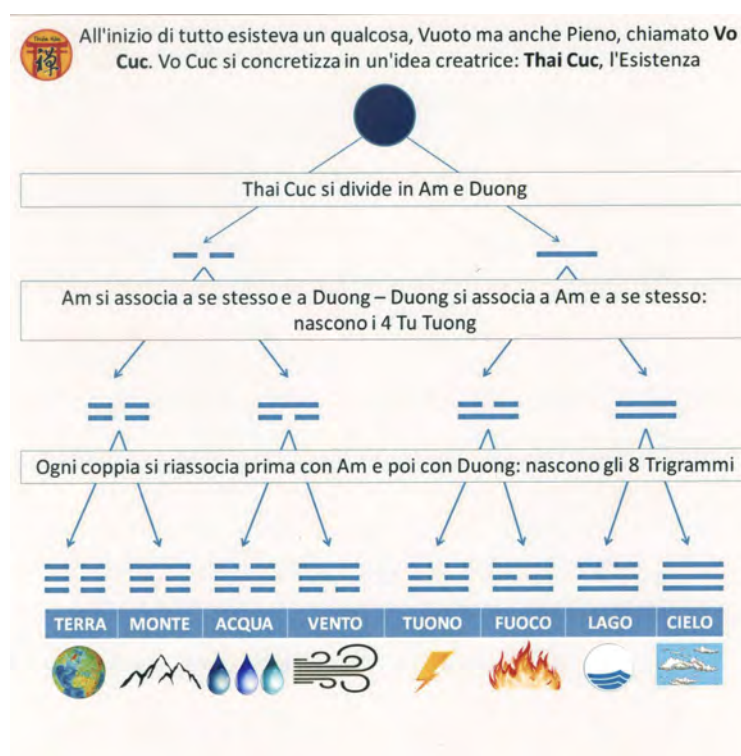 All'inizio di tutto esisteva un qualcosa, Vuoto ma anche Pieno, chiamato Vo
Cuc. Vo Cuc si concretizza in un'idea creatrice: Thai Cuc, l'Esistenza
Thai Cuc si divide in Am e Duong
Am si associa a se stesso e a Duong – Duong si associa a Am e a se stesso:
nascono i 4 Tu Tuong
Ogni coppia si riassocia prima con Am e poi con Duong: nascono gli 8 Trigrammi
TERRA MONTE ACQUA VENTO TUONO FUOCO LAGO CIELO